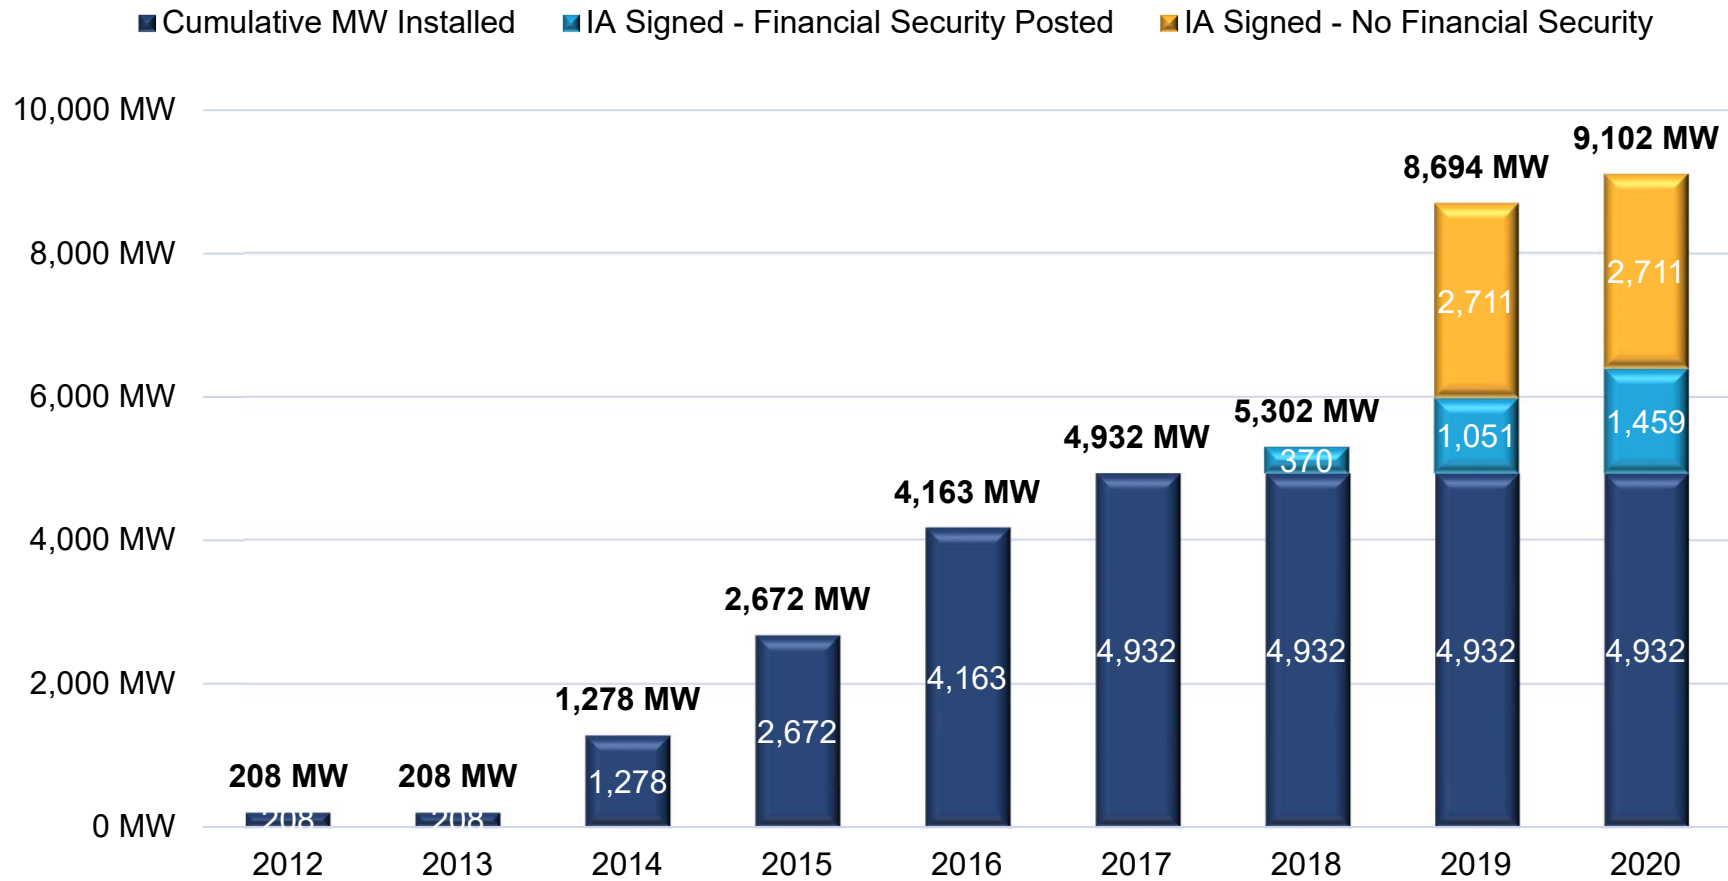 Cumulative MW Installed IA Signed - Financial Security Posted IA Signed - No Financial Security
10,000 MW
8,000 MW
6,000 MW
4,000 MW
2,000 MW
0 MW
208 MW
208 MW
1,278 MW
2,672 MW
4,163 MW
4,932 MW
5,302 MW
8,694 MW
9,102 MW
208
208
1,278
2,672
4,163
4,932
370
4,932
2,711
1,051
4,932
2,711
1,459
4,932
2012 2013 2014 2015 2016 2017 2018 2019 2020